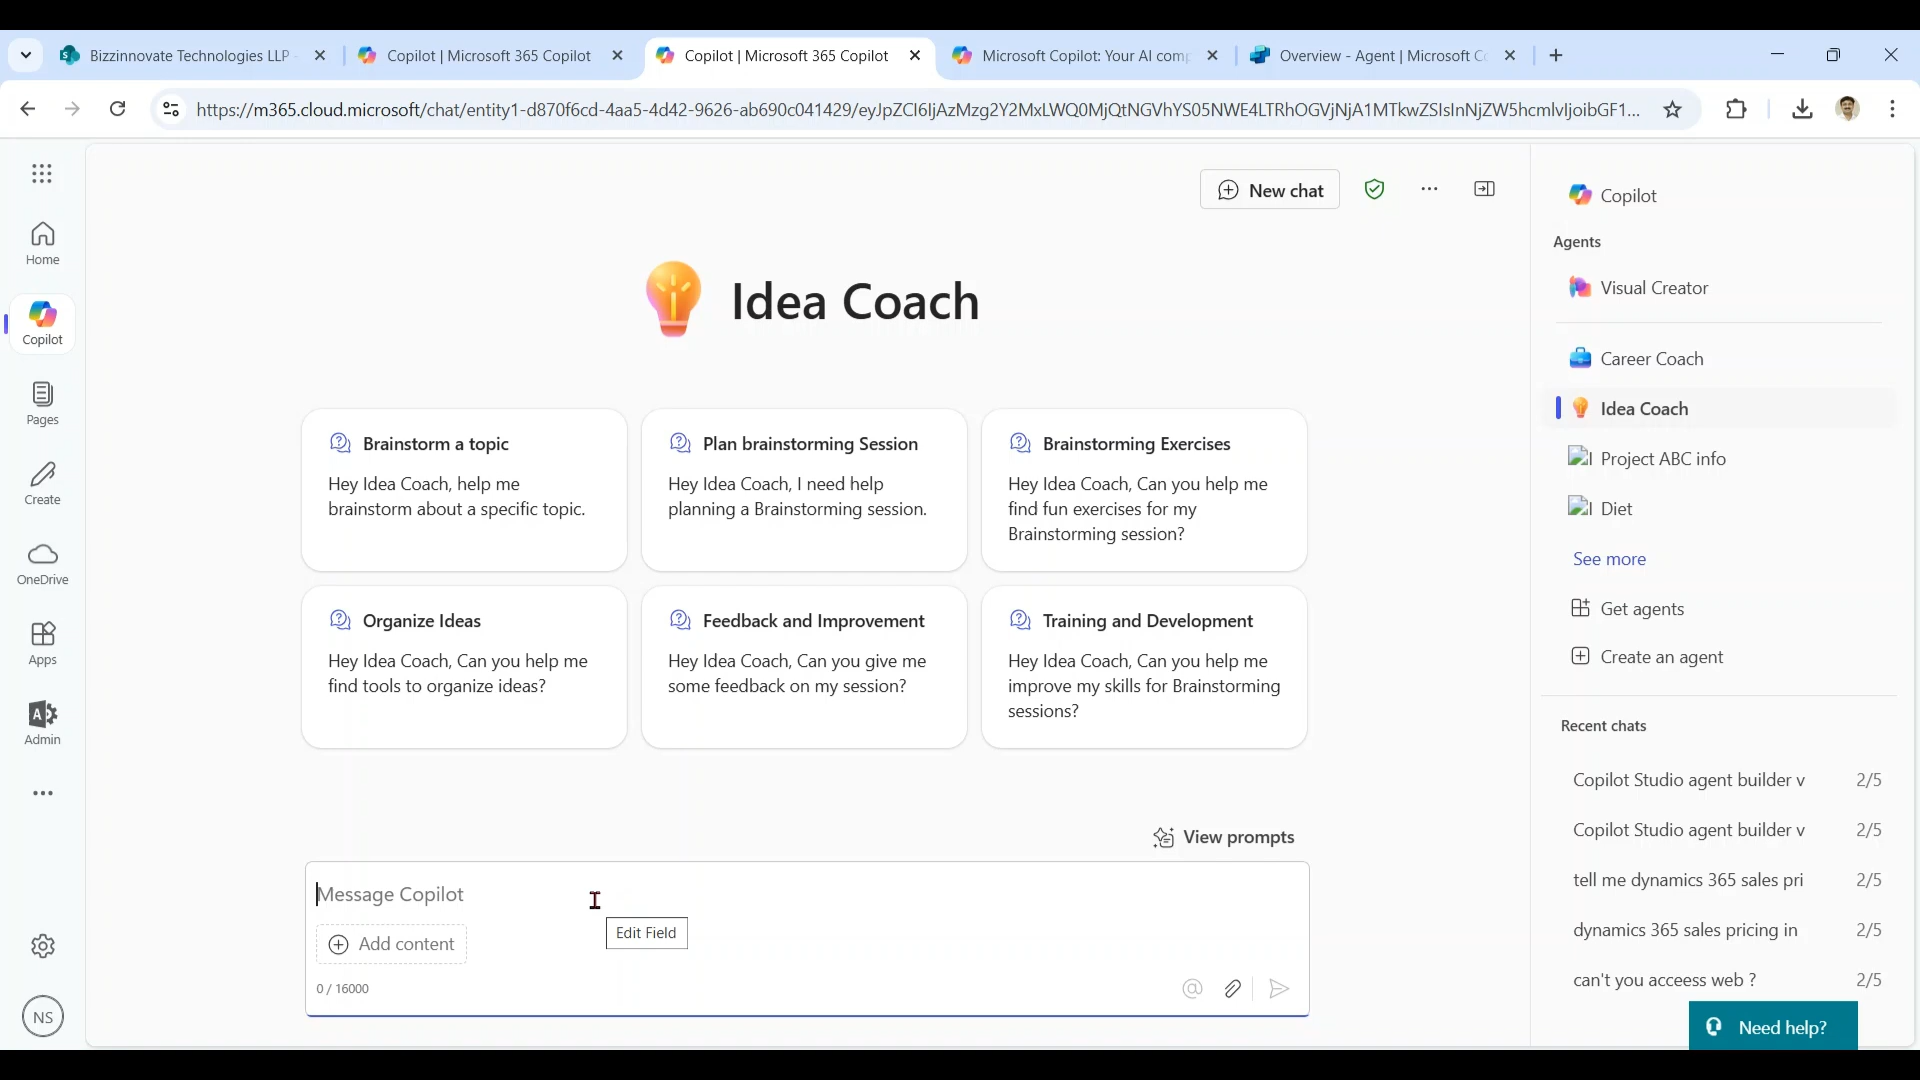 Bizzinnovate Technologies LLP -
Copilot | Microsoft 365 Copilot
Copilot | Microsoft 365 Copilot
Microsoft Copilot: Your AI comp
Overview - Agent | Microsoft Co
https://m365.cloud.microsoft/chat/entity1-d870f6cd-4aa5-4d42-9626-ab690c041429/eyJpZCI6IjAzMzg2Y2MxLWQ0MjQtNGVhYS05NWE4LTRhOGVjNjA1MTkwZSIsInNjZW5hcmlvIjoibGF1...
Home
Copilot
Pages
Create
OneDrive
Apps
Admin
NS
New chat
Idea Coach
Brainstorm a topic
Hey Idea Coach, help me
brainstorm about a specific topic.
Plan brainstorming Session
Hey Idea Coach, I need help
planning a Brainstorming session.
Brainstorming Exercises
Hey Idea Coach, Can you help me
find fun exercises for my
Brainstorming session?
Organize Ideas
Hey Idea Coach, Can you help me
find tools to organize ideas?
Feedback and Improvement
Hey Idea Coach, Can you give me
some feedback on my session?
Training and Development
Hey Idea Coach, Can you help me
improve my skills for Brainstorming
sessions?
View prompts
Message Copilot
Edit Field
Add content
0 / 16000
Copilot
Agents
Visual Creator
Career Coach
Idea Coach
Project ABC info
Diet
See more
Get agents
Create an agent
Recent chats
Copilot Studio agent builder v 2/5
Copilot Studio agent builder v 2/5
tell me dynamics 365 sales pri 2/5
dynamics 365 sales pricing in 2/5
can't you acceess web ? 2/5
Need help?